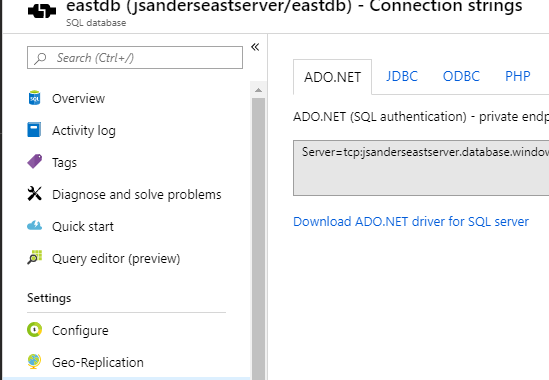 eastdb (jsanderseastserver/eastdb) - Connection strings
SQL database
Search (Ctrl+/)
«
Overview
Activity log
Tags
Diagnose and solve problems
Quick start
Query editor (preview)
Settings
Configure
Geo-Replication
ADO.NET JDBC ODBC PHP
ADO.NET (SQL authentication) - private
Server=tcp:jsanderseastserver.database.window
Download ADO.NET driver for SQL server